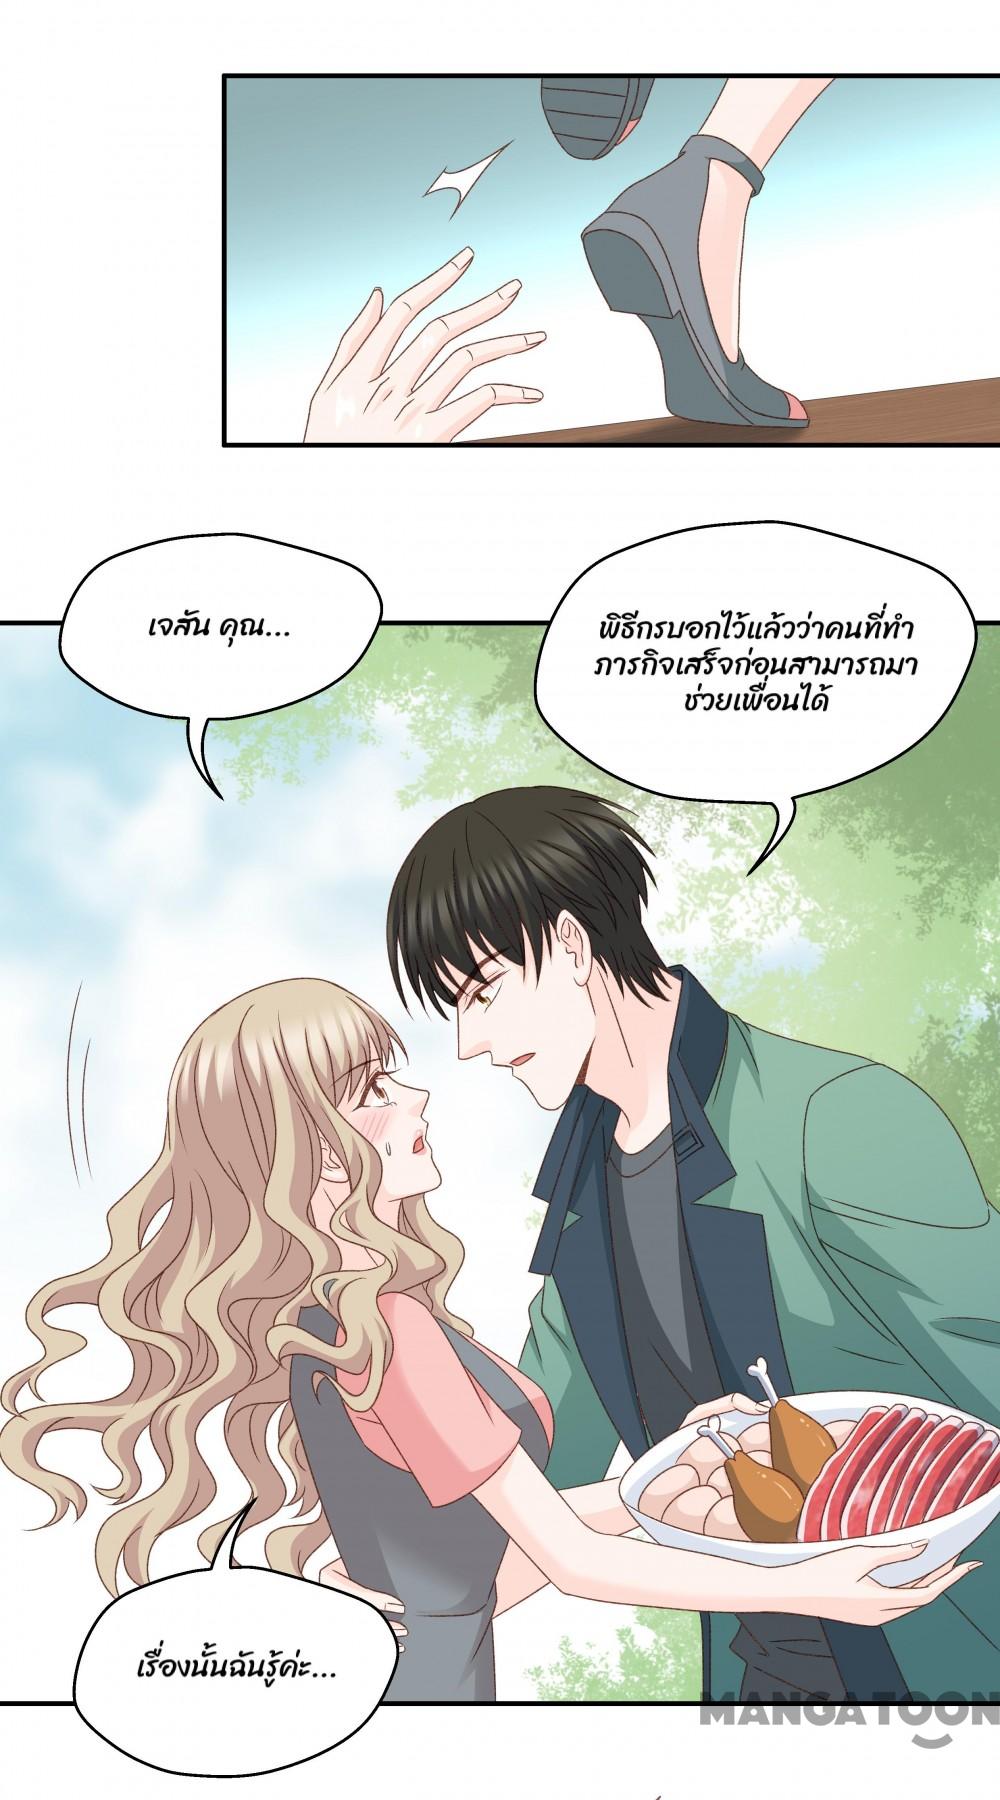 เจสัน คุณ...
พิธีกรบอกไว้แล้วว่าคนที่ทำ
ภารกิจเสร็จก่อนสามารถมา
ช่วยเพื่อนได้
เรื่องนั้นฉันรู้ค่ะ...
MANGATOON